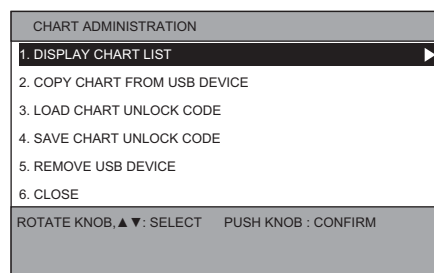 CHART ADMINISTRATION
1. DISPLAY CHART LIST ▶
2. COPY CHART FROM USB DEVICE
3. LOAD CHART UNLOCK CODE
4. SAVE CHART UNLOCK CODE
5. REMOVE USB DEVICE
6. CLOSE
ROTATE KNOB,▲▼: SELECT PUSH KNOB : CONFIRM